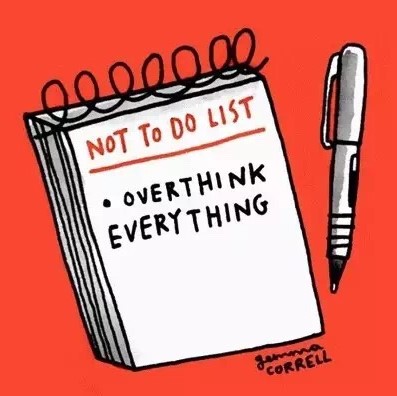 NOT TO DO LIST
• OVERTHINK
EVERYTHING
gemma
CORRELL